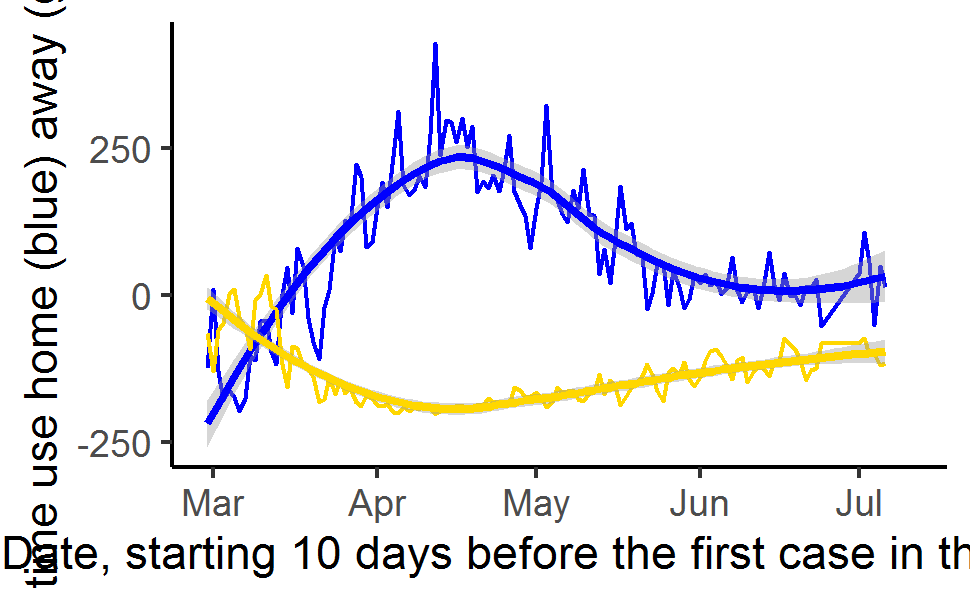 time use home (blue) away (g
250
0
-250
Mar Apr May Jun Jul
Date, starting 10 days before the first case in th